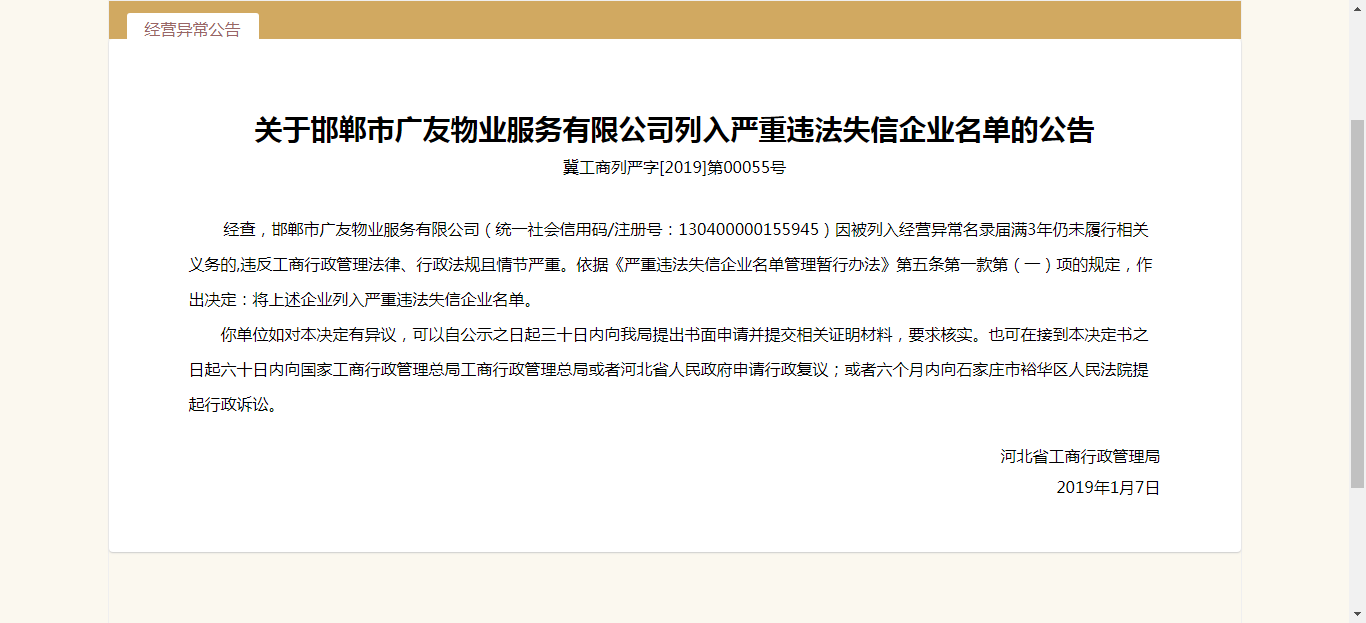 经营异常公告
关于邯郸市广友物业服务有限公司列入严重违法失信企业名单的公告
冀工商列严字[2019]第00055号
经查，邯郸市广友物业服务有限公司（统一社会信用码/注册号：130400000155945）因被列入经营异常名录届满3年仍未履行相关
义务的,违反工商行政管理法律、行政法规且情节严重。依据《严重违法失信企业名单管理暂行办法》第五条第一款第（一）项的规定，作
出决定：将上述企业列入严重违法失信企业名单。
你单位如对本决定有异议，可以自公示之日起三十日内向我局提出书面申请并提交相关证明材料，要求核实。也可在接到本决定书之
日起六十日内向国家工商行政管理总局工商行政管理总局或者河北省人民政府申请行政复议；或者六个月内向石家庄市裕华区人民法院提
起行政诉讼。
河北省工商行政管理局
2019年1月7日